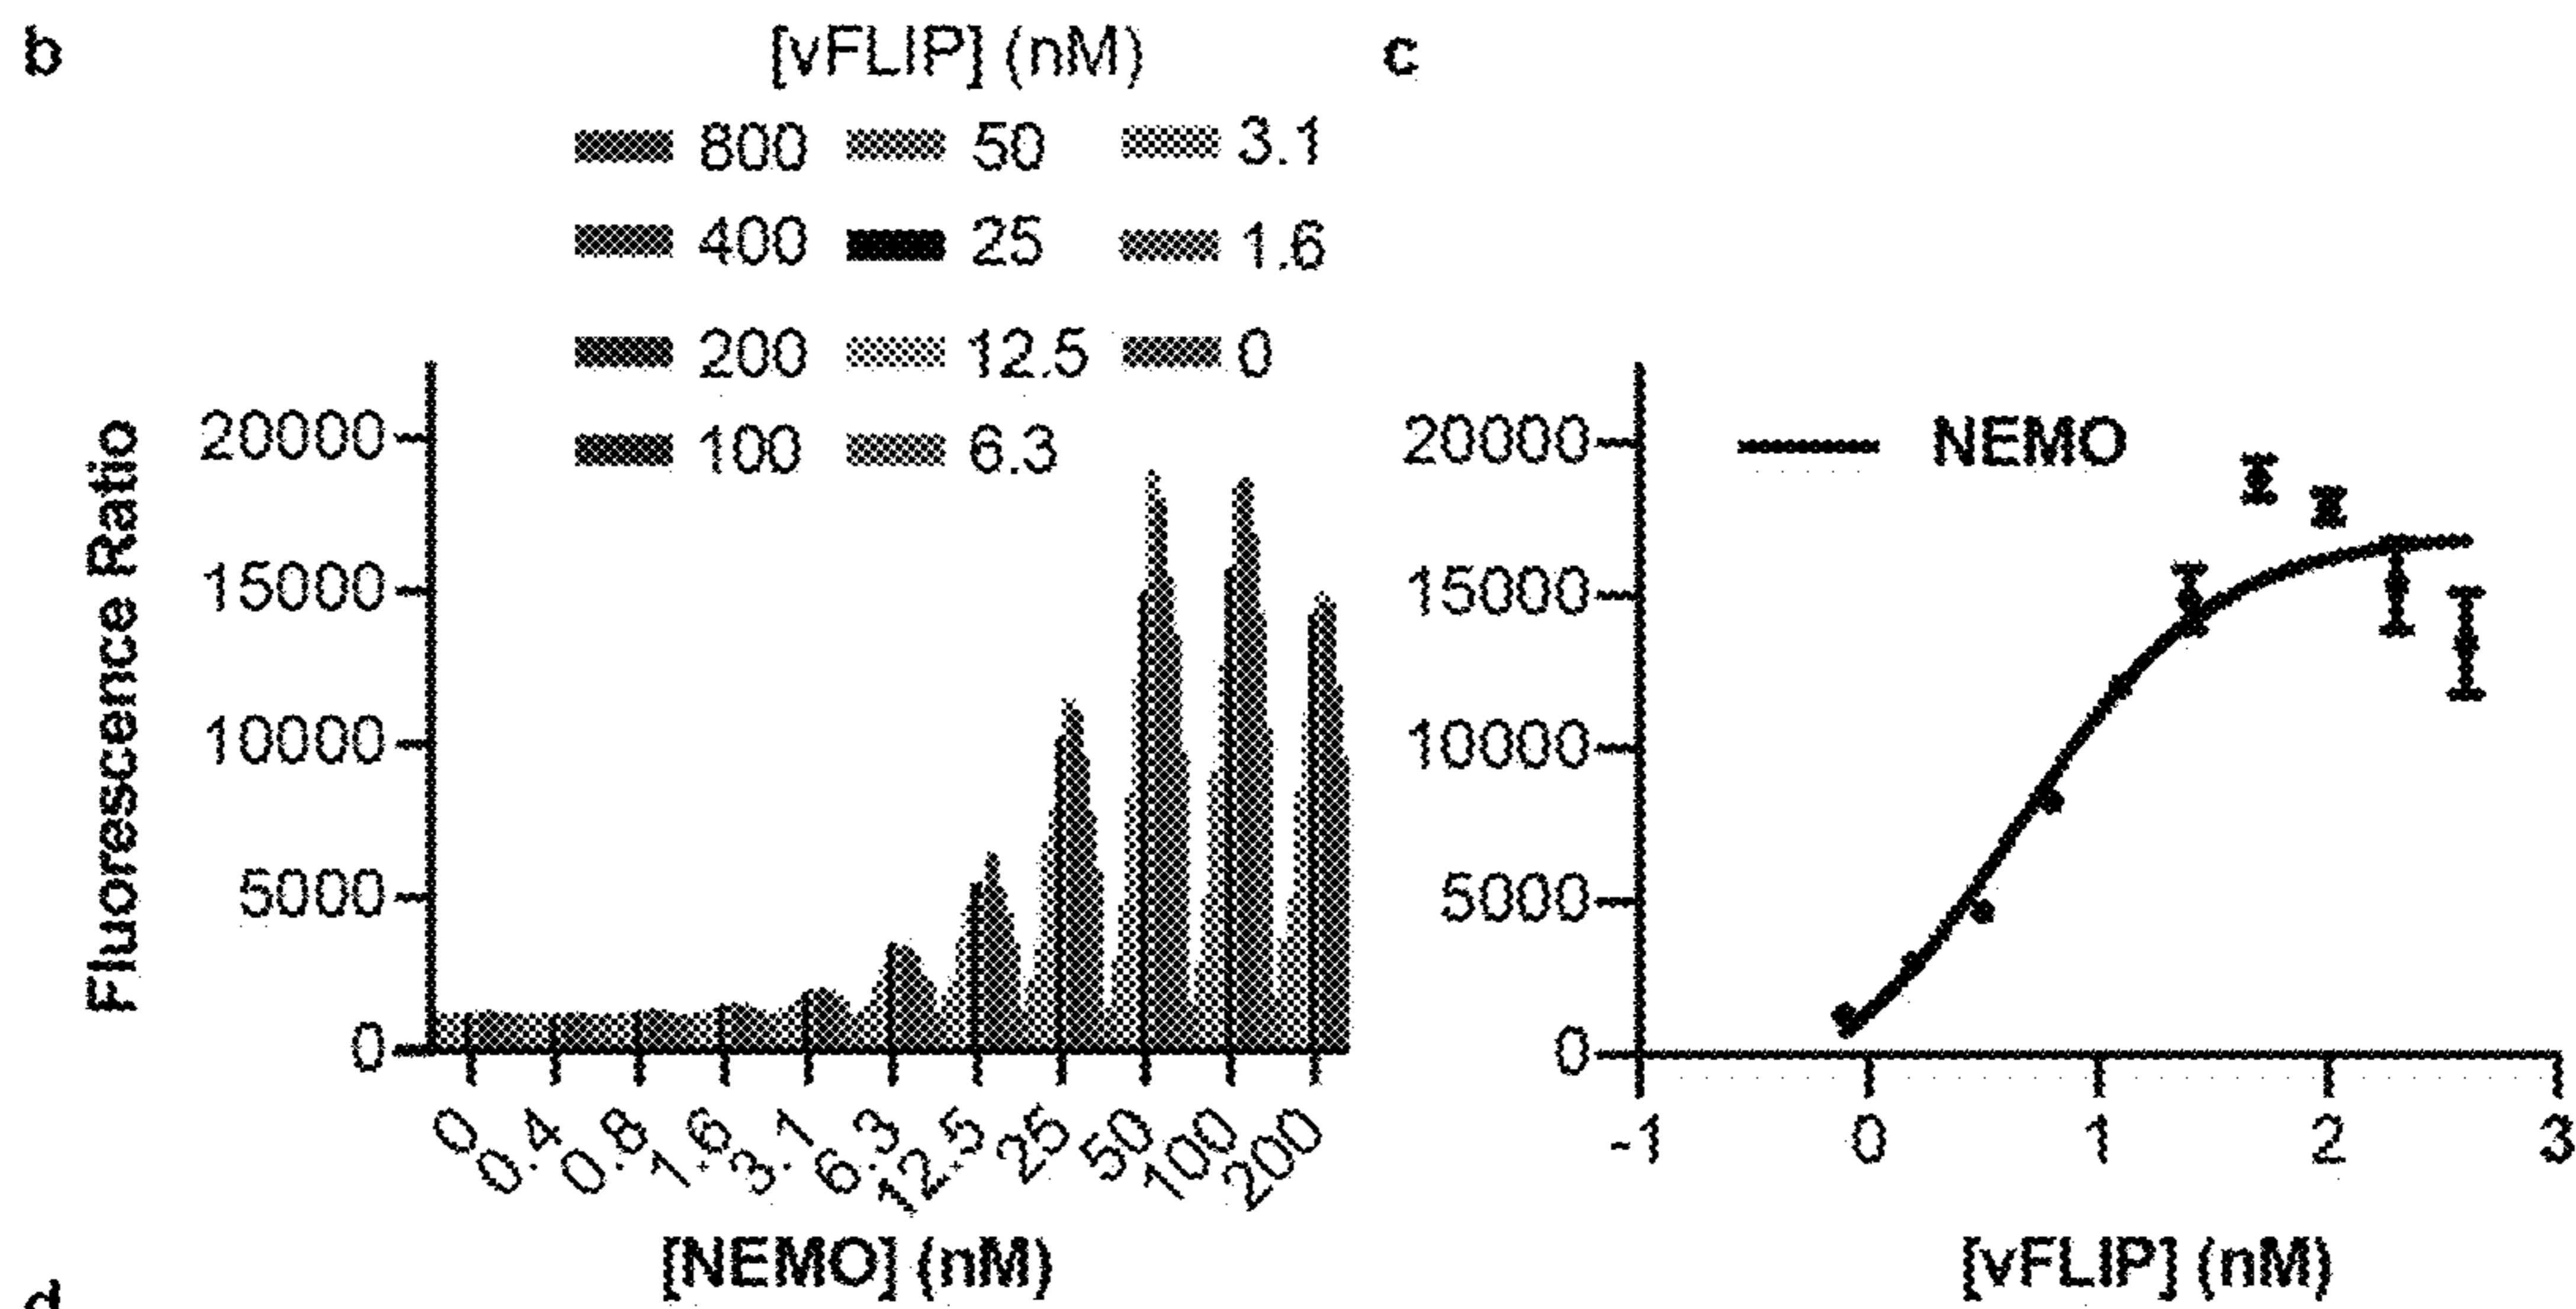 b
[vFLIP] (nM)
800 50 3.1
400 25 1.6
200 12.5 0
100 6.3
Fluorescence Ratio
20000
15000
10000
5000
0
0 0.4 0.8 1.6 3.1 6.3 12.5 25 50 100 200
[NEMO] (nM)
c
NEMO
20000
15000
10000
5000
0
-1 0 1 2 3
[vFLIP] (nM)
d